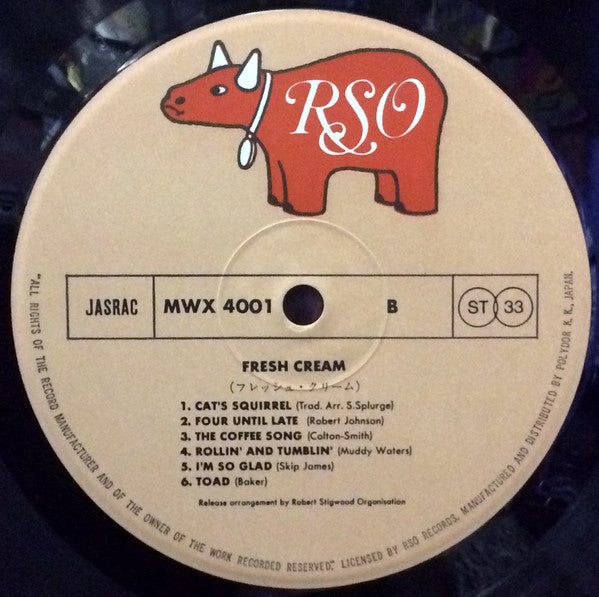 RSO
JASRAC
MWX 4001
B
ST 33
FRESH CREAM
(フレッシュ・クリーム)
1. CAT'S SQUIRREL (Trad. Arr. S.Splurge)
2. FOUR UNTIL LATE (Robert Johnson)
3. THE COFFEE SONG (Colton-Smith)
4. ROLLIN' AND TUMBLIN' (Muddy Waters)
5. I'M SO GLAD (Skip James)
6. TOAD (Baker)
Release arrangement by Robert Stigwood Organisation
"ALL RIGHTS OF THE RECORD MANUFACTURER AND OF THE OWNER OF THE WORK RECORDED RESERVED." LICENSED BY RSO RECORDS. MANUFACTURED AND DISTRIBUTED BY POLYDOR K. K., JAPAN.